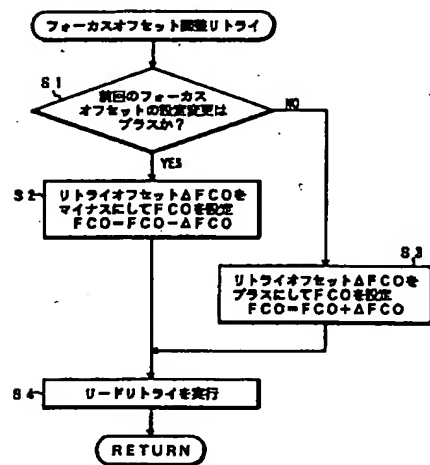 フォーカスオフセット調整リトライ
S1
前回のフォーカス
オフセットの設定変更は
プラスか?
NO
YES
S2
リトライオフセットΔFCOを
マイナスにしてFCOを設定
FCO=FCO-ΔFCO
S3
リトライオフセットΔFCOを
プラスにしてFCOを設定
FCO=FCO+ΔFCO
S4
リードリトライを実行
RETURN